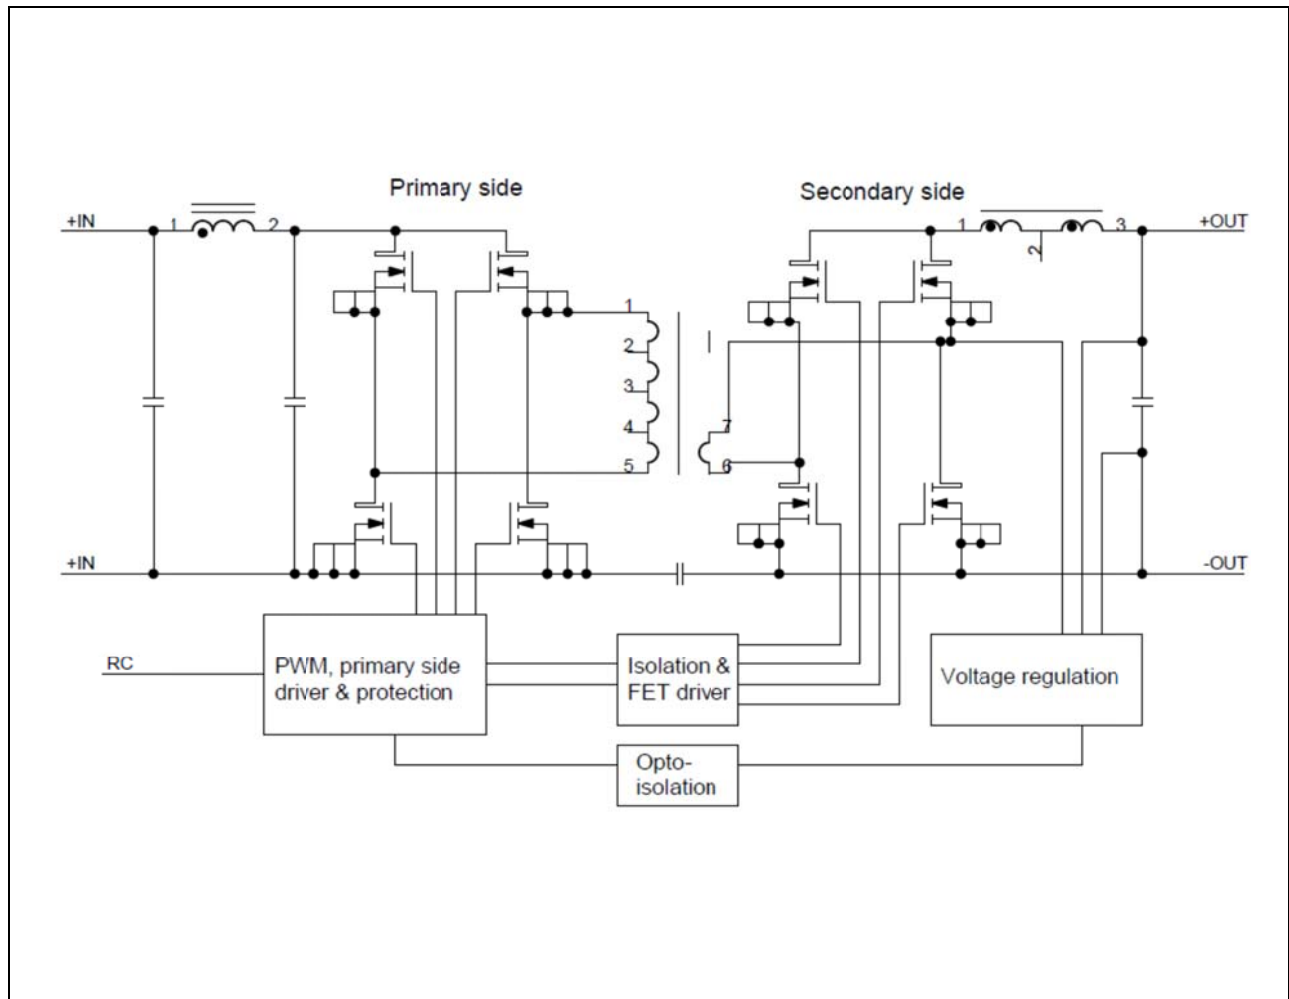 Primary side
Secondary side
+IN
1
2
1
2
3
+OUT
1
2
3
4
5
7
6
+IN
-OUT
RC
PWM, primary side
driver & protection
Isolation &
FET driver
Voltage regulation
Opto-
isolation